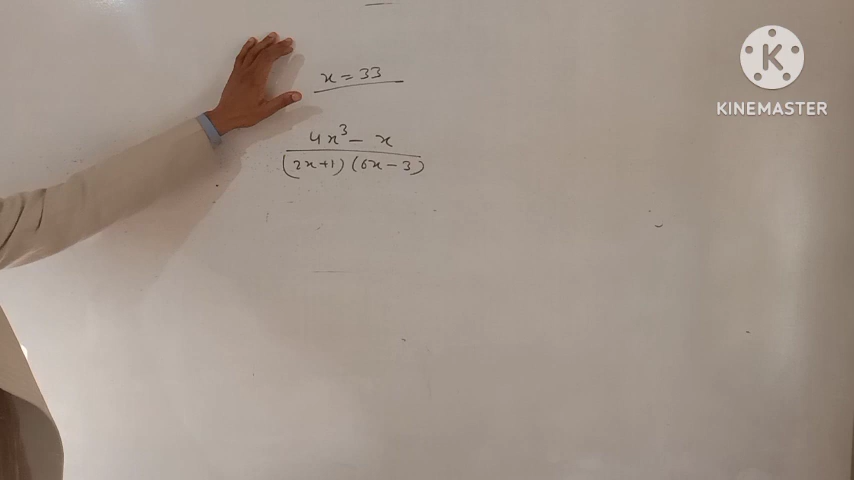 x = 33
4x³ - x
(2x+1) (6x-3)
K
KINEMASTER